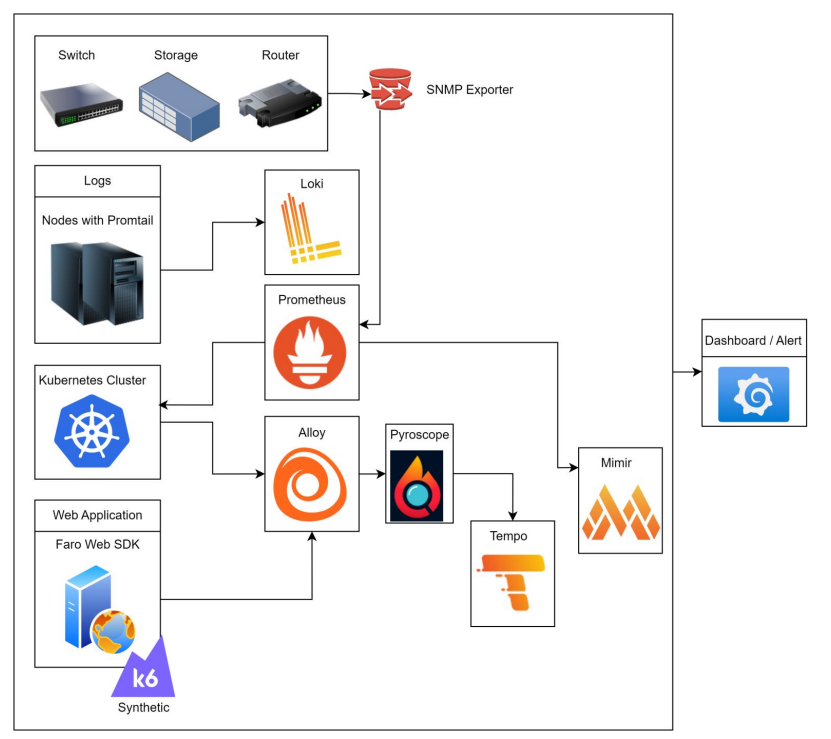 Switch
Storage
Router
SNMP Exporter
Logs
Nodes with Promtail
Loki
Prometheus
Dashboard / Alert
Kubernetes Cluster
Alloy
Pyroscope
Mimir
Web Application
Faro Web SDK
Tempo
k6
Synthetic